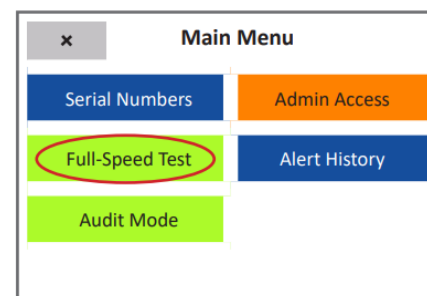 × Main Menu
Serial Numbers Admin Access
Full-Speed Test Alert History
Audit Mode